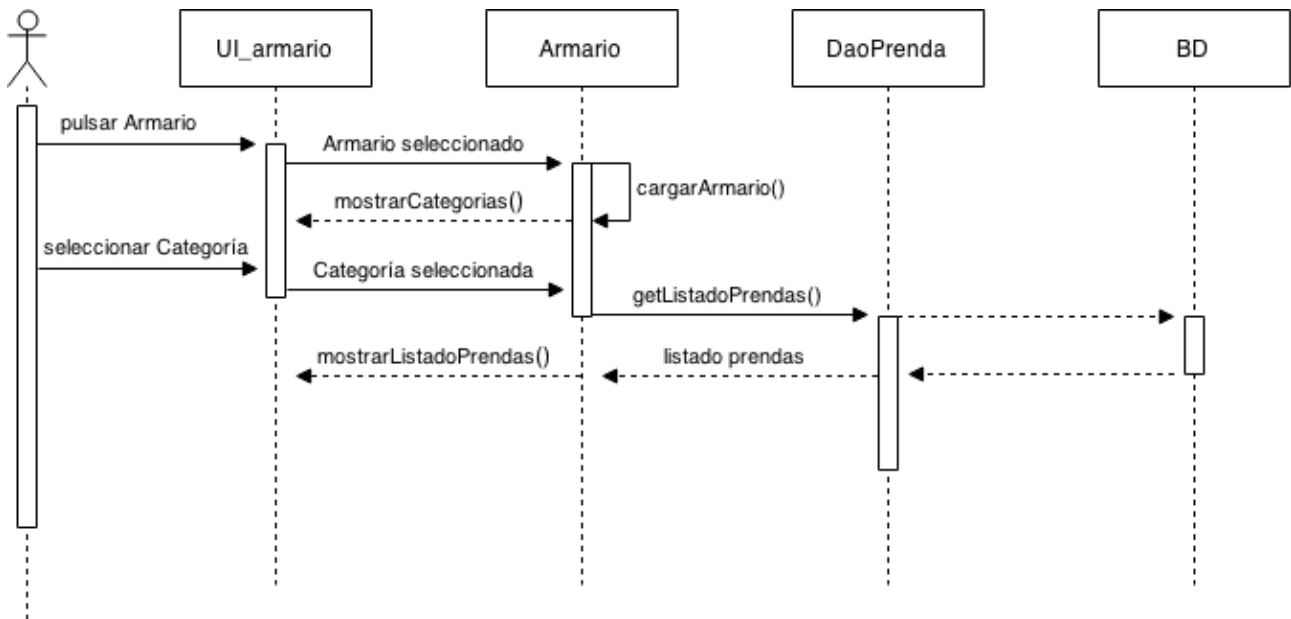 UI_armario
Armario
DaoPrenda
BD
pulsar Armario
Armario seleccionado
cargarArmario()
mostrarCategorias()
seleccionar Categoría
Categoría seleccionada
getListadoPrendas()
mostrarListadoPrendas()
listado prendas